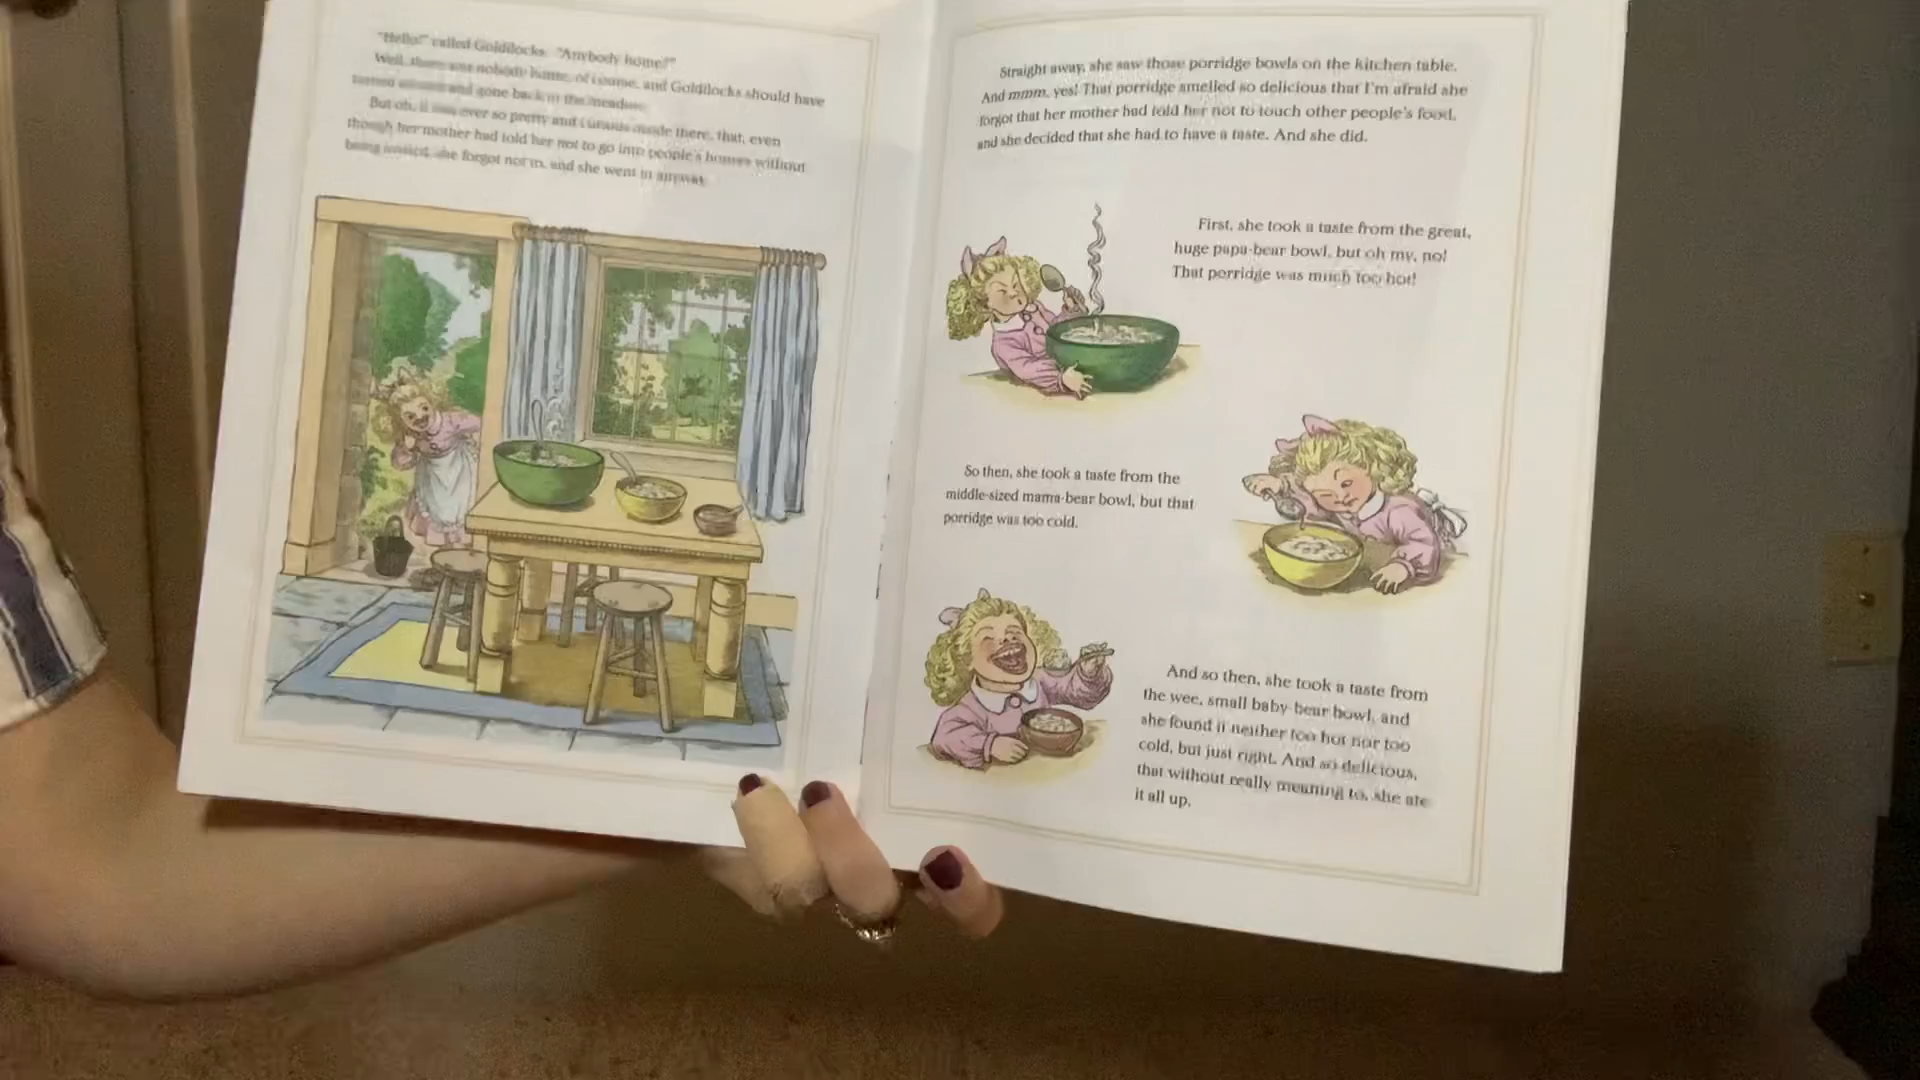 "Hello!" called Goldilocks. "Anybody home?"
Well, there was nobody home, of course, and Goldilocks should have
turned around and gone back to the meadow.
But oh, it was ever so pretty and curious inside there, that, even
though her mother had told her not to go into people's homes without
being invited, she forgot not to, and she went in anyway.
Straight away, she saw those porridge bowls on the kitchen table.
And mmm, yes! That porridge smelled so delicious that I'm afraid she
forgot that her mother had told her not to touch other people's food,
and she decided that she had to have a taste. And she did.
First, she took a taste from the great,
huge papa-bear bowl, but oh my, no!
That porridge was much too hot!
So then, she took a taste from the
middle-sized mama-bear bowl, but that
porridge was too cold.
And so then, she took a taste from
the wee, small baby-bear bowl, and
she found it neither too hot nor too
cold, but just right. And so delicious,
that without really meaning to, she ate
it all up.